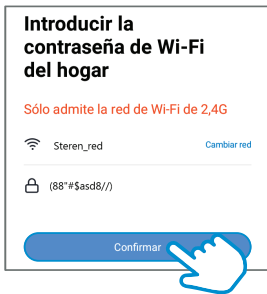 Introducir la
contraseña de Wi-Fi
del hogar
Sólo admite la red de Wi-Fi de 2,4G
Steren_red Cambiar red
(88"#$asd8//)
Confirmar